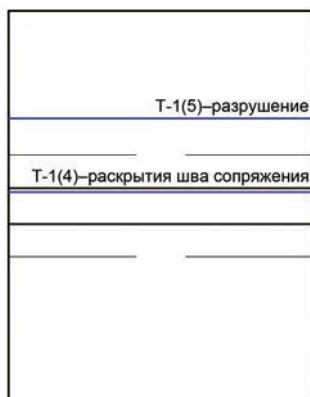 Т-1(5)–разрушение
Т-1(4)–раскрытия шва сопряжения